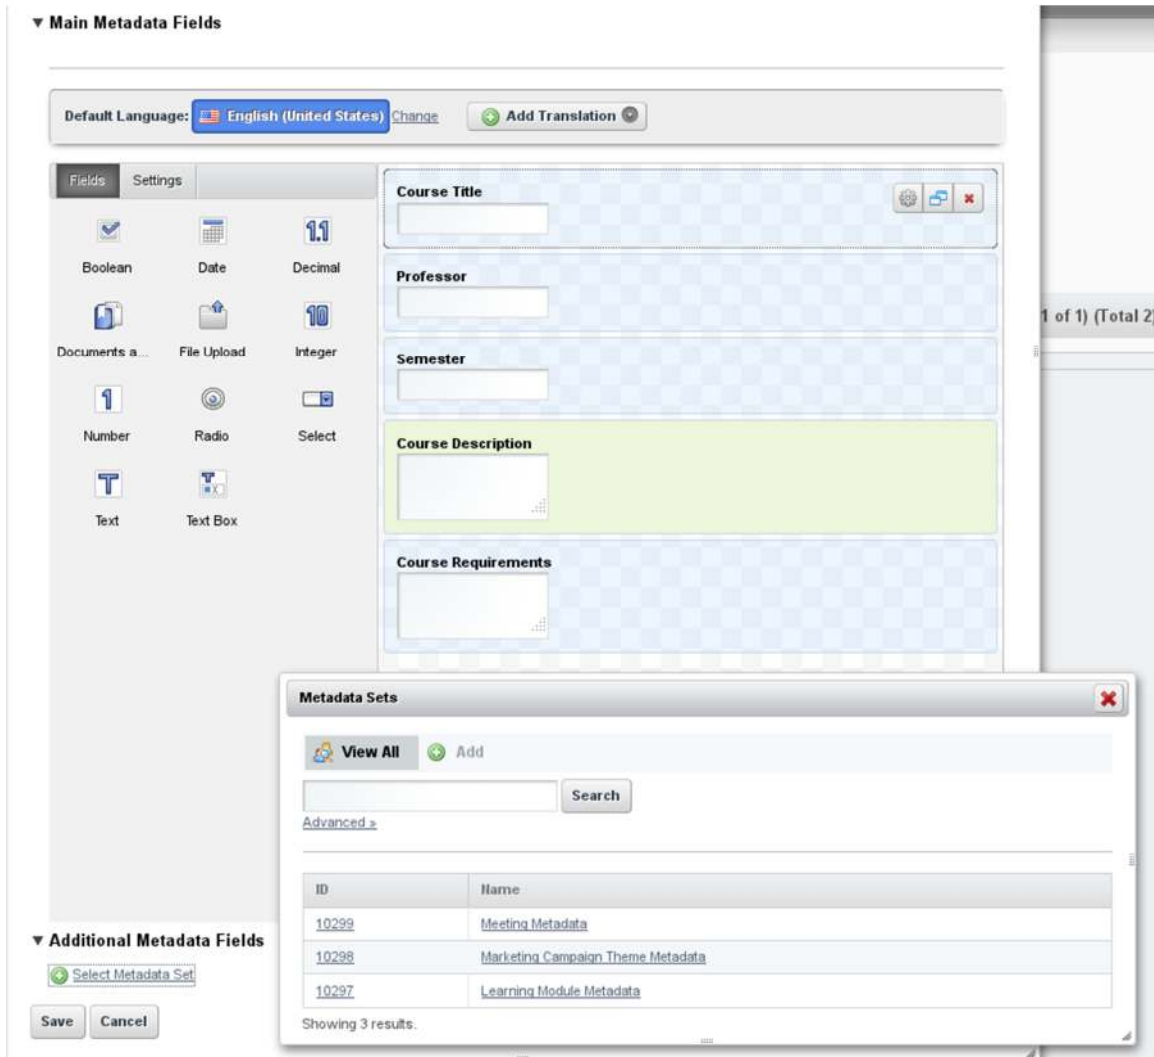 Main Metadata Fields
Default Language: English (United States) Change Add Translation
Fields Settings
Boolean Date Decimal
Documents a... File Upload Integer
Number Radio Select
Text Text Box
Course Title
Professor
Semester
Course Description
Course Requirements
1 of 1) (Total 2)
Metadata Sets
View All Add
Search
Advanced »
ID Name
10299 Meeting Metadata
10298 Marketing Campaign Theme Metadata
10297 Learning Module Metadata
Showing 3 results.
Additional Metadata Fields
Select Metadata Set
Save Cancel